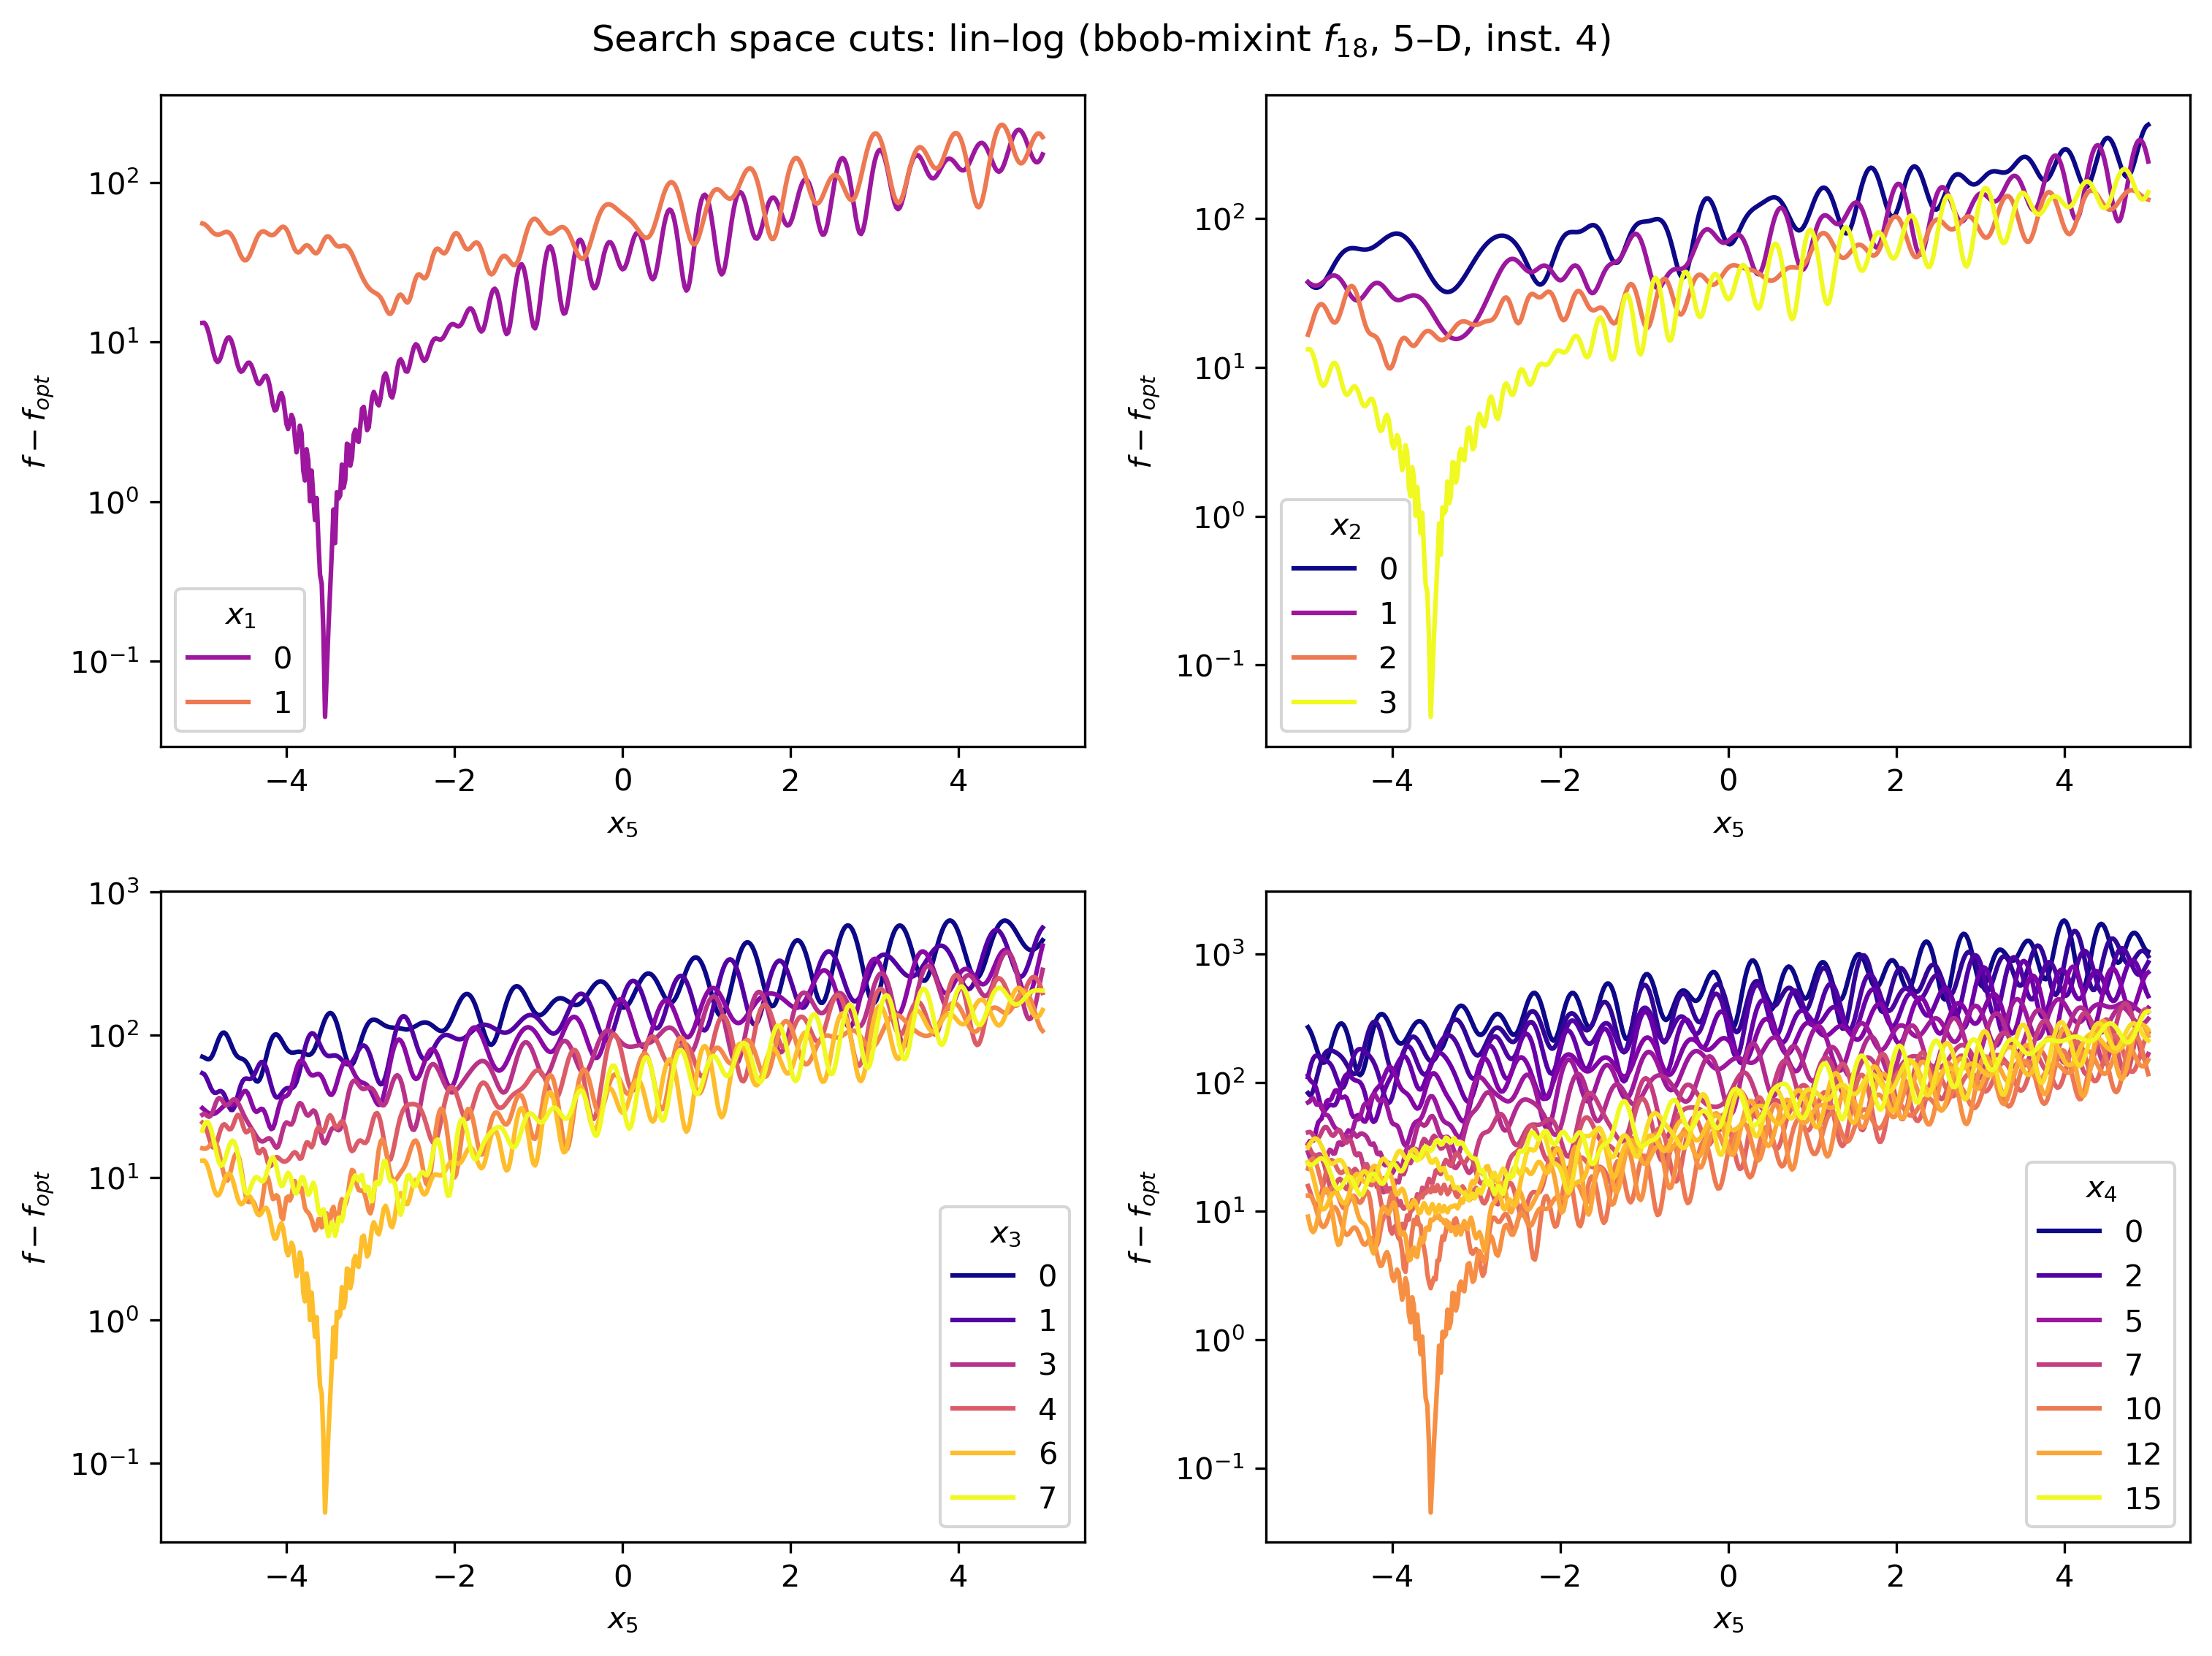 Search space cuts: lin–log (bbob-mixint f18, 5–D, inst. 4)
10^2
10^1
10^0
10^−1
f − fopt
x1
0
1
−4 −2 0 2 4
x5
10^2
10^1
10^0
10^−1
f − fopt
x2
0
1
2
3
−4 −2 0 2 4
x5
10^3
10^2
10^1
10^0
10^−1
f − fopt
x3
0
1
3
4
6
7
−4 −2 0 2 4
x5
10^3
10^2
10^1
10^0
10^−1
f − fopt
x4
0
2
5
7
10
12
15
−4 −2 0 2 4
x5